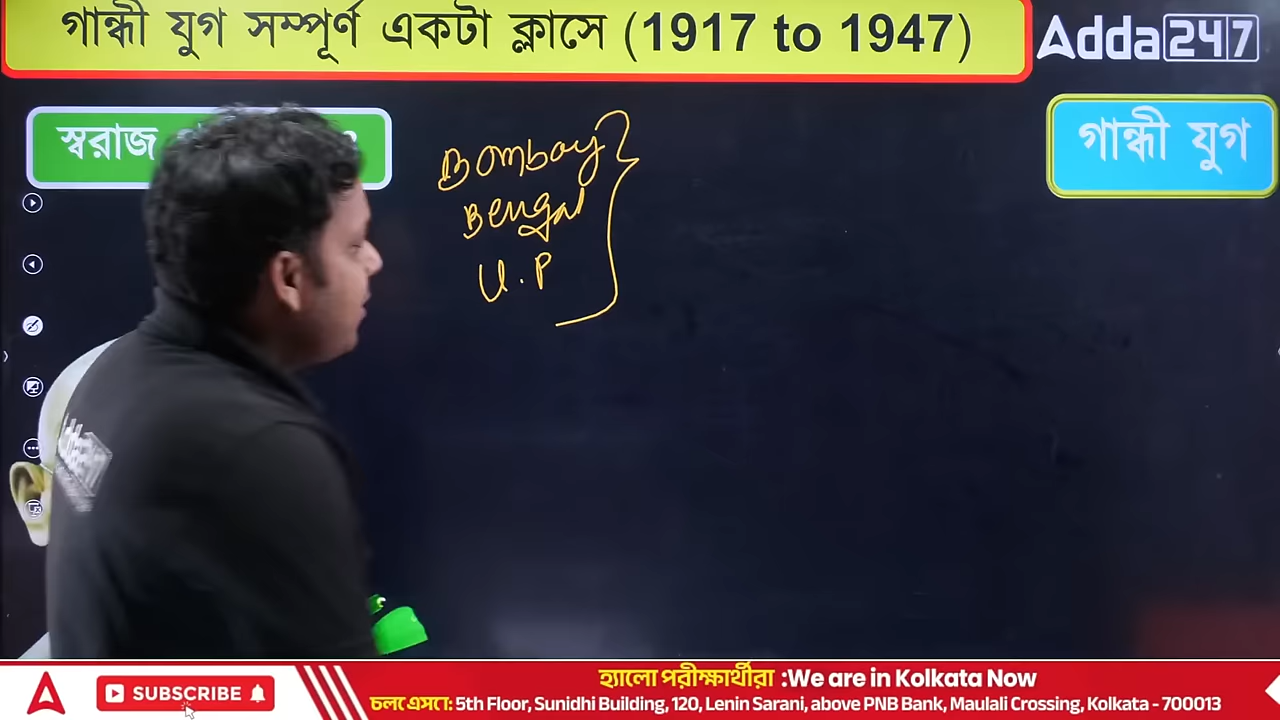 গান্ধী যুগ সম্পূর্ণ একটা ক্লাসে (1917 to 1947)
Adda247
স্বরাজ
Bombay
Bengal
U.P
গান্ধী যুগ
SUBSCRIBE
হ্যালো পরীক্ষার্থীরা :We are in Kolkata Now
চলে এসো: 5th Floor, Sunidhi Building, 120, Lenin Sarani, above PNB Bank, Maulali Crossing, Kolkata - 700013